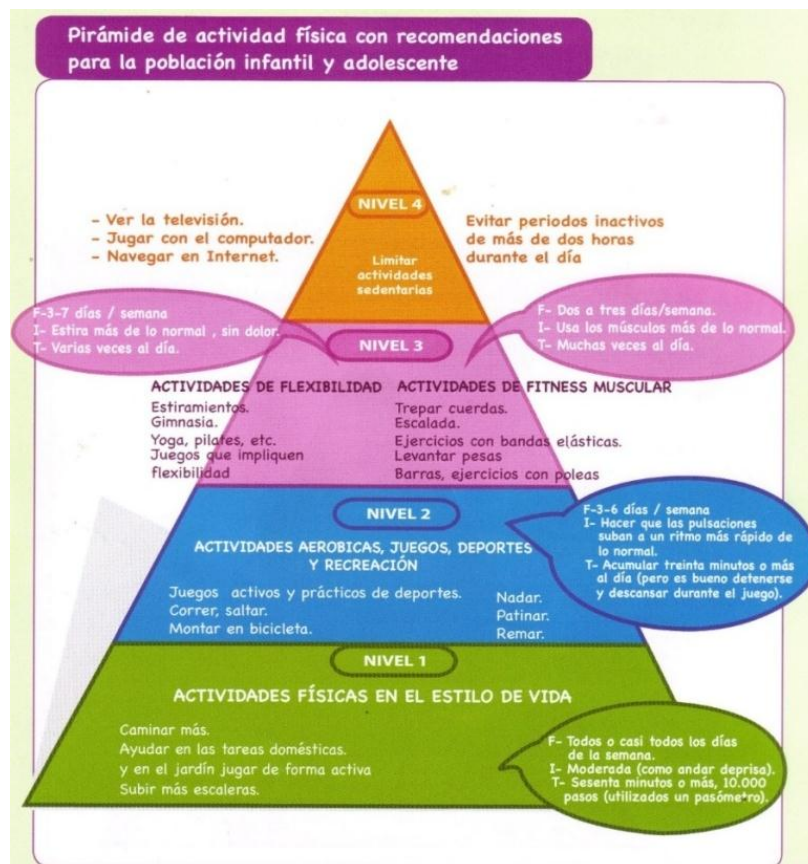 Pirámide de actividad física con recomendaciones
para la población infantil y adolescente
NIVEL 4
- Ver la televisión.
- Jugar con el computador.
- Navegar en Internet.
Limitar
actividades
sedentarias
Evitar periodos inactivos
de más de dos horas
durante el día
F-3-7 días / semana
I- Estira más de lo normal , sin dolor.
T- Varias veces al día.
F- Dos a tres días/semana.
I- Usa los músculos más de lo normal.
T- Muchas veces al día.
NIVEL 3
ACTIVIDADES DE FLEXIBILIDAD
Estiramientos.
Gimnasia.
Yoga, pilates, etc.
Juegos que impliquen
flexibilidad
ACTIVIDADES DE FITNESS MUSCULAR
Trepar cuerdas.
Escalada.
Ejercicios con bandas elásticas.
Levantar pesas
Barras, ejercicios con poleas
NIVEL 2
ACTIVIDADES AEROBICAS, JUEGOS, DEPORTES
Y RECREACIÓN
Juegos activos y prácticos de deportes.
Correr, saltar.
Montar en bicicleta.
Nadar.
Patinar.
Remar.
F-3-6 días / semana
I- Hacer que las pulsaciones
suban a un ritmo más rápido de
lo normal.
T- Acumular treinta minutos o más
al día (pero es bueno detenerse
y descansar durante el juego).
NIVEL 1
ACTIVIDADES FÍSICAS EN EL ESTILO DE VIDA
Caminar más.
Ayudar en las tareas domésticas.
y en el jardín jugar de forma activa
Subir más escaleras.
F- Todos o casi todos los días
de la semana.
I- Moderada (como andar deprisa).
T- Sesenta minutos o más, 10.000
pasos (utilizados un pasómetro).